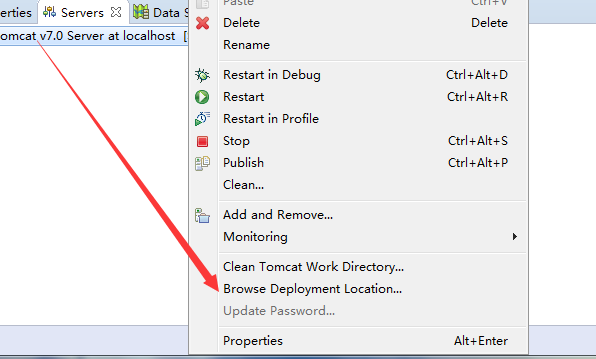 erties Servers Data S
omcat v7.0 Server at localhost [
Paste Ctrl+V
Delete Delete
Rename
Restart in Debug Ctrl+Alt+D
Restart Ctrl+Alt+R
Restart in Profile
Stop Ctrl+Alt+S
Publish Ctrl+Alt+P
Clean...
Add and Remove...
Monitoring
Clean Tomcat Work Directory...
Browse Deployment Location...
Update Password...
Properties Alt+Enter